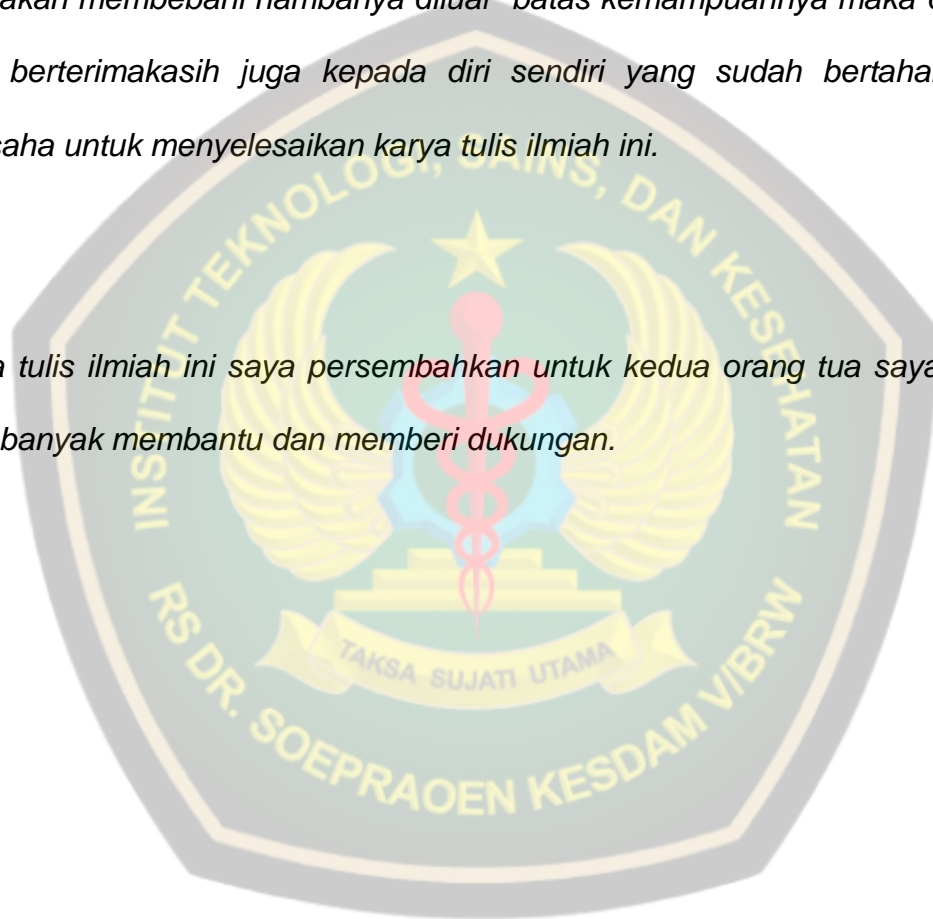 akan membebani hambanya diluar batas kemampuannya maka
berterimakasih juga kepada diri sendiri yang sudah bertaha
saha untuk menyelesaikan karya tulis ilmiah ini.
a tulis ilmiah ini saya persembahkan untuk kedua orang tua saya
banyak membantu dan memberi dukungan.
INSTITUT TEKNOLOGI, SAINS, DAN KESEHATAN
TAKSA SUJATI UTAMA
RS DR. SOEPRAOEN KESDAM V/BRW